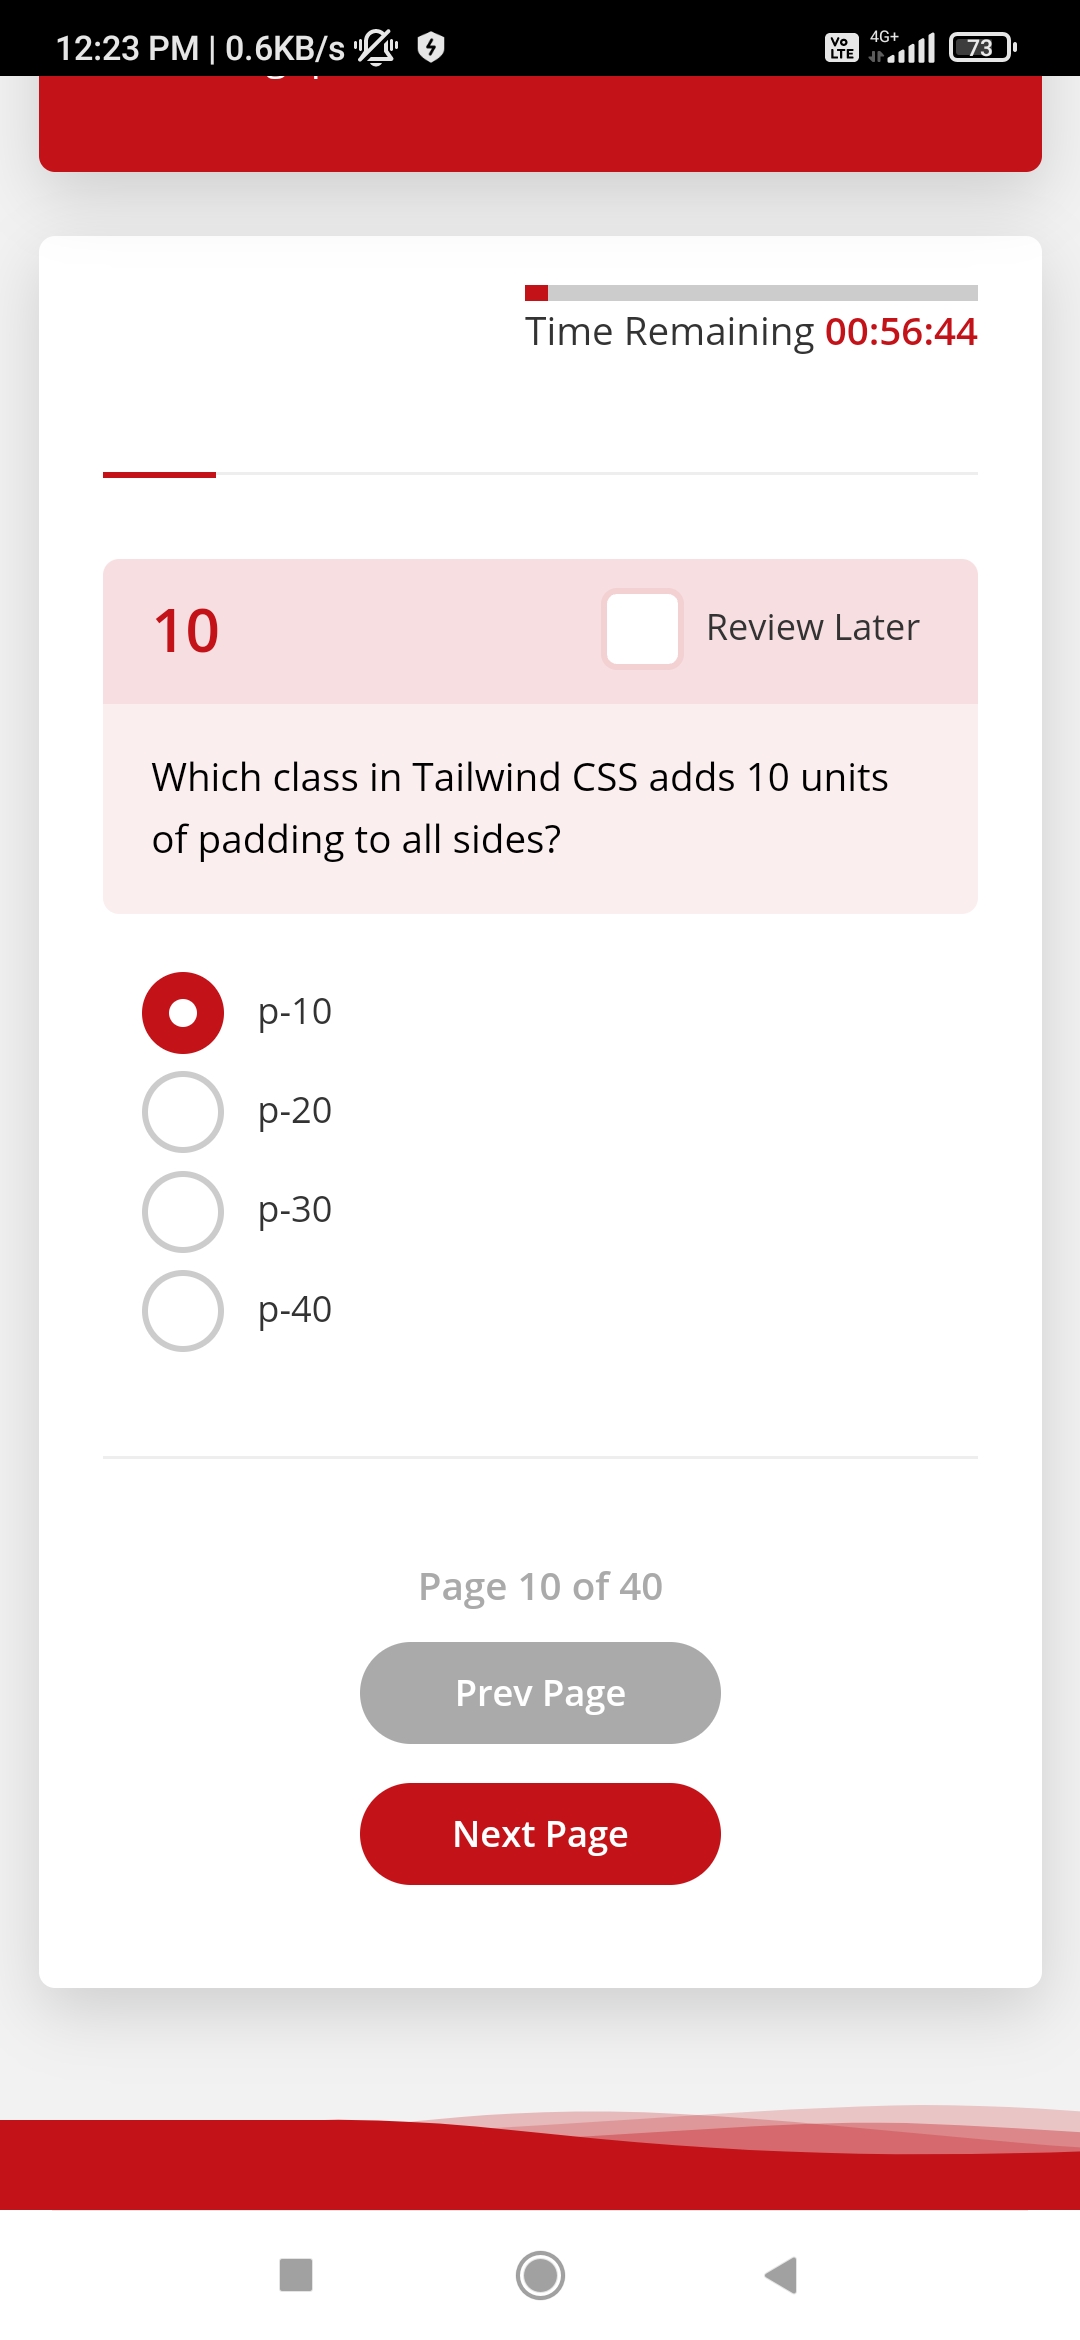 12:23 PM | 0.6KB/s
Vo LTE 4G+ 73
Time Remaining 00:56:44
10
Review Later
Which class in Tailwind CSS adds 10 units
of padding to all sides?
p-10
p-20
p-30
p-40
Page 10 of 40
Prev Page
Next Page